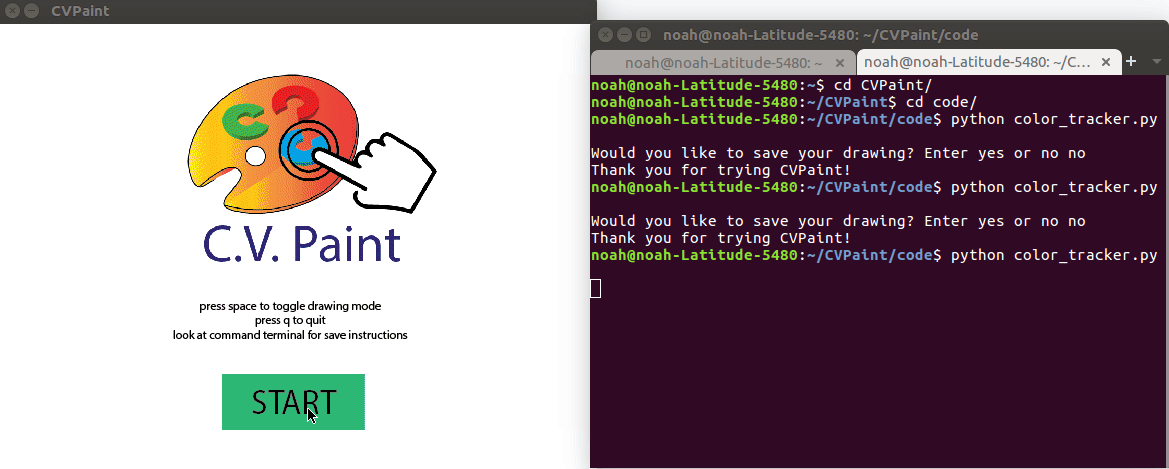 CVPaint
C.V. Paint
press space to toggle drawing mode
press q to quit
look at command terminal for save instructions
START
noah@noah-Latitude-5480: ~/CVPaint/code
noah@noah-Latitude-5480: ~
noah@noah-Latitude-5480: ~/C...
noah@noah-Latitude-5480:~$ cd CVPaint/
noah@noah-Latitude-5480:~/CVPaint$ cd code/
noah@noah-Latitude-5480:~/CVPaint/code$ python color_tracker.py
Would you like to save your drawing? Enter yes or no no
Thank you for trying CVPaint!
noah@noah-Latitude-5480:~/CVPaint/code$ python color_tracker.py
Would you like to save your drawing? Enter yes or no no
Thank you for trying CVPaint!
noah@noah-Latitude-5480:~/CVPaint/code$ python color_tracker.py